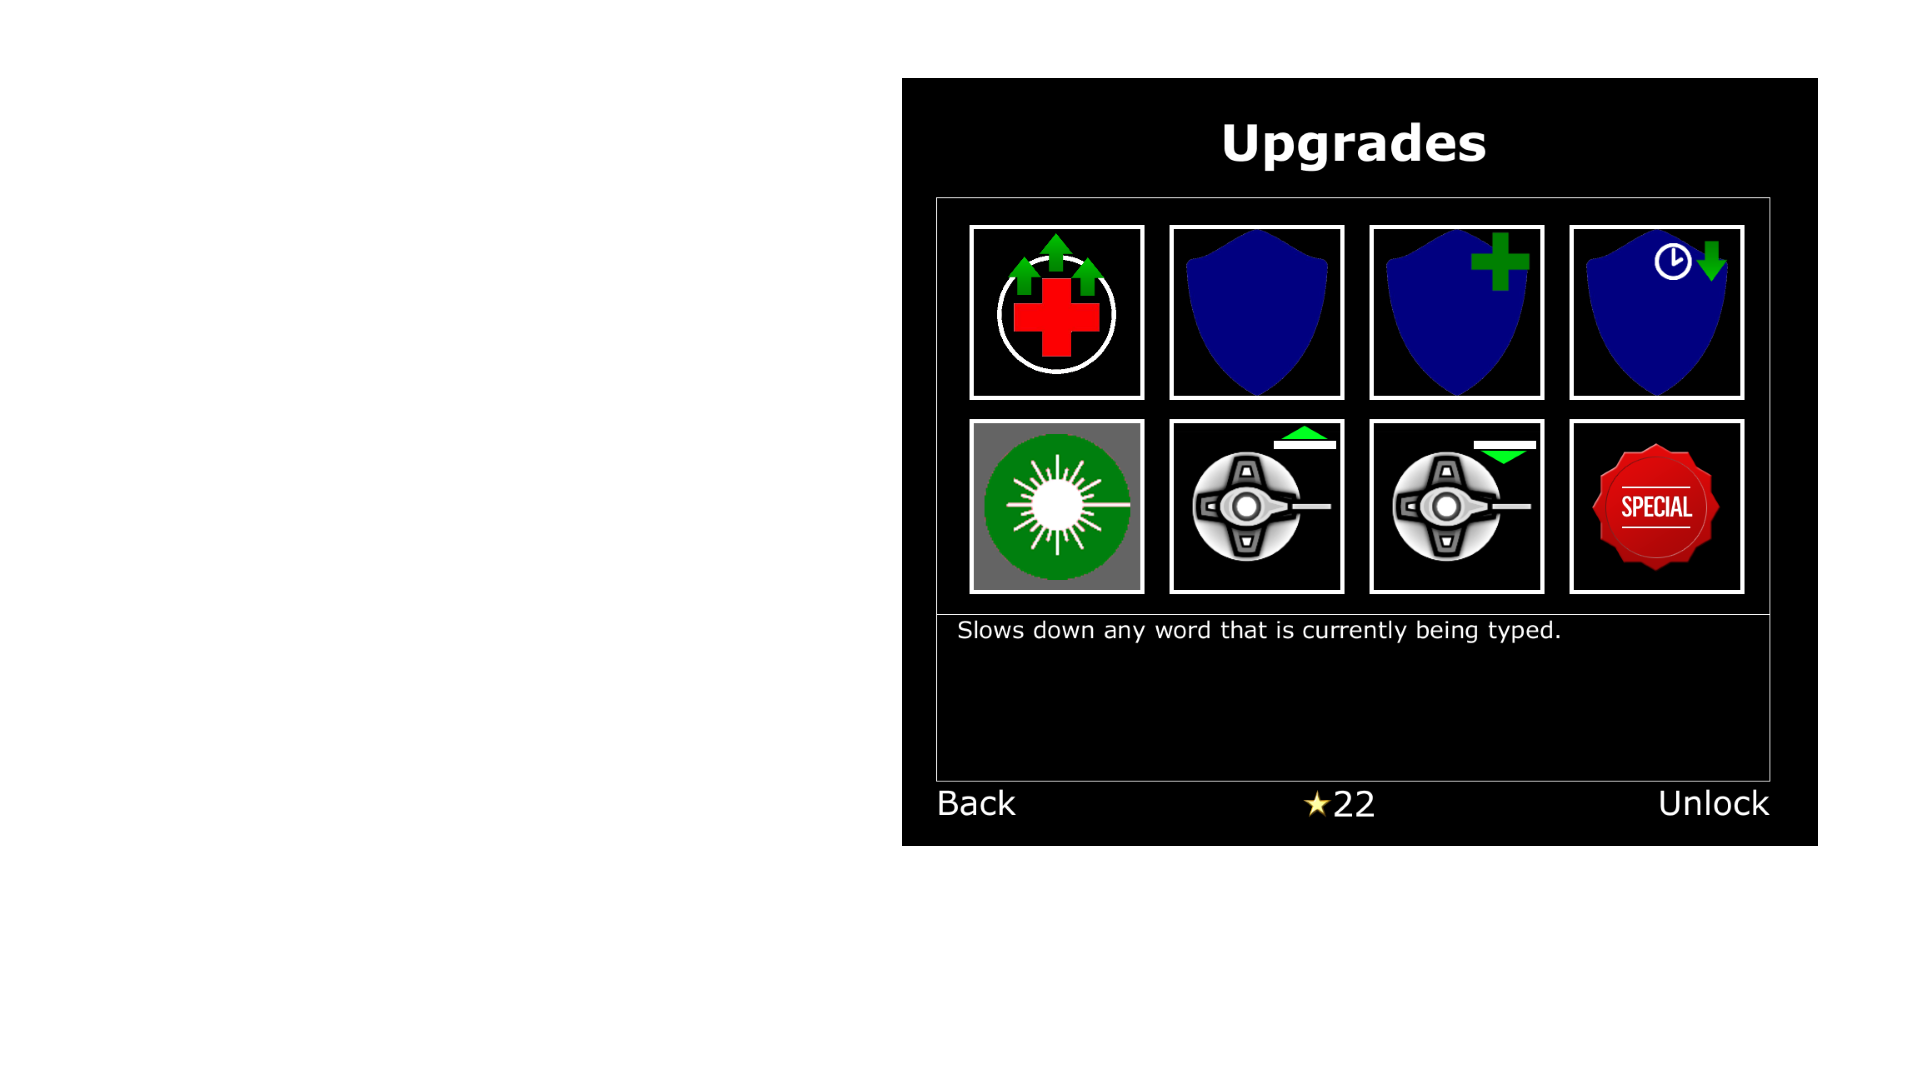 Upgrades
SPECIAL
Slows down any word that is currently being typed.
Back
22
Unlock